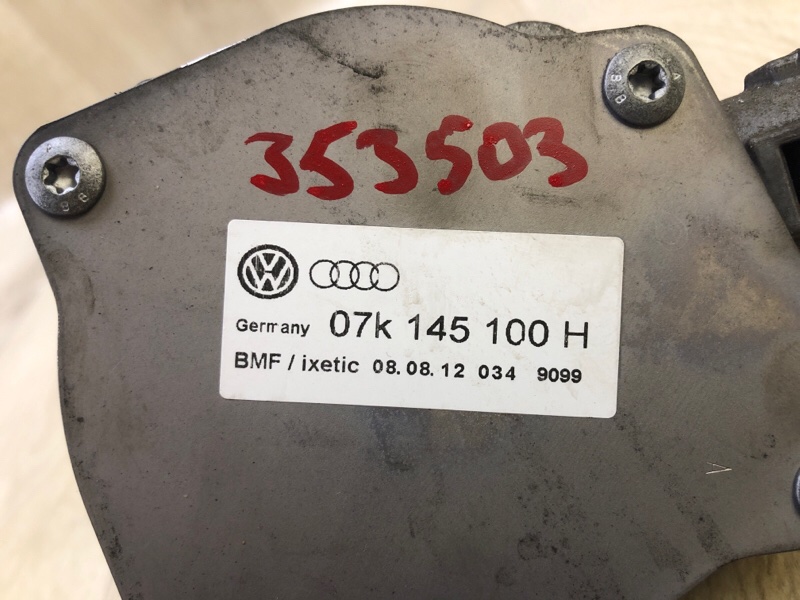 353503
Germany 07k 145 100 H
BMF / ixetic 08.08.12 034 9099